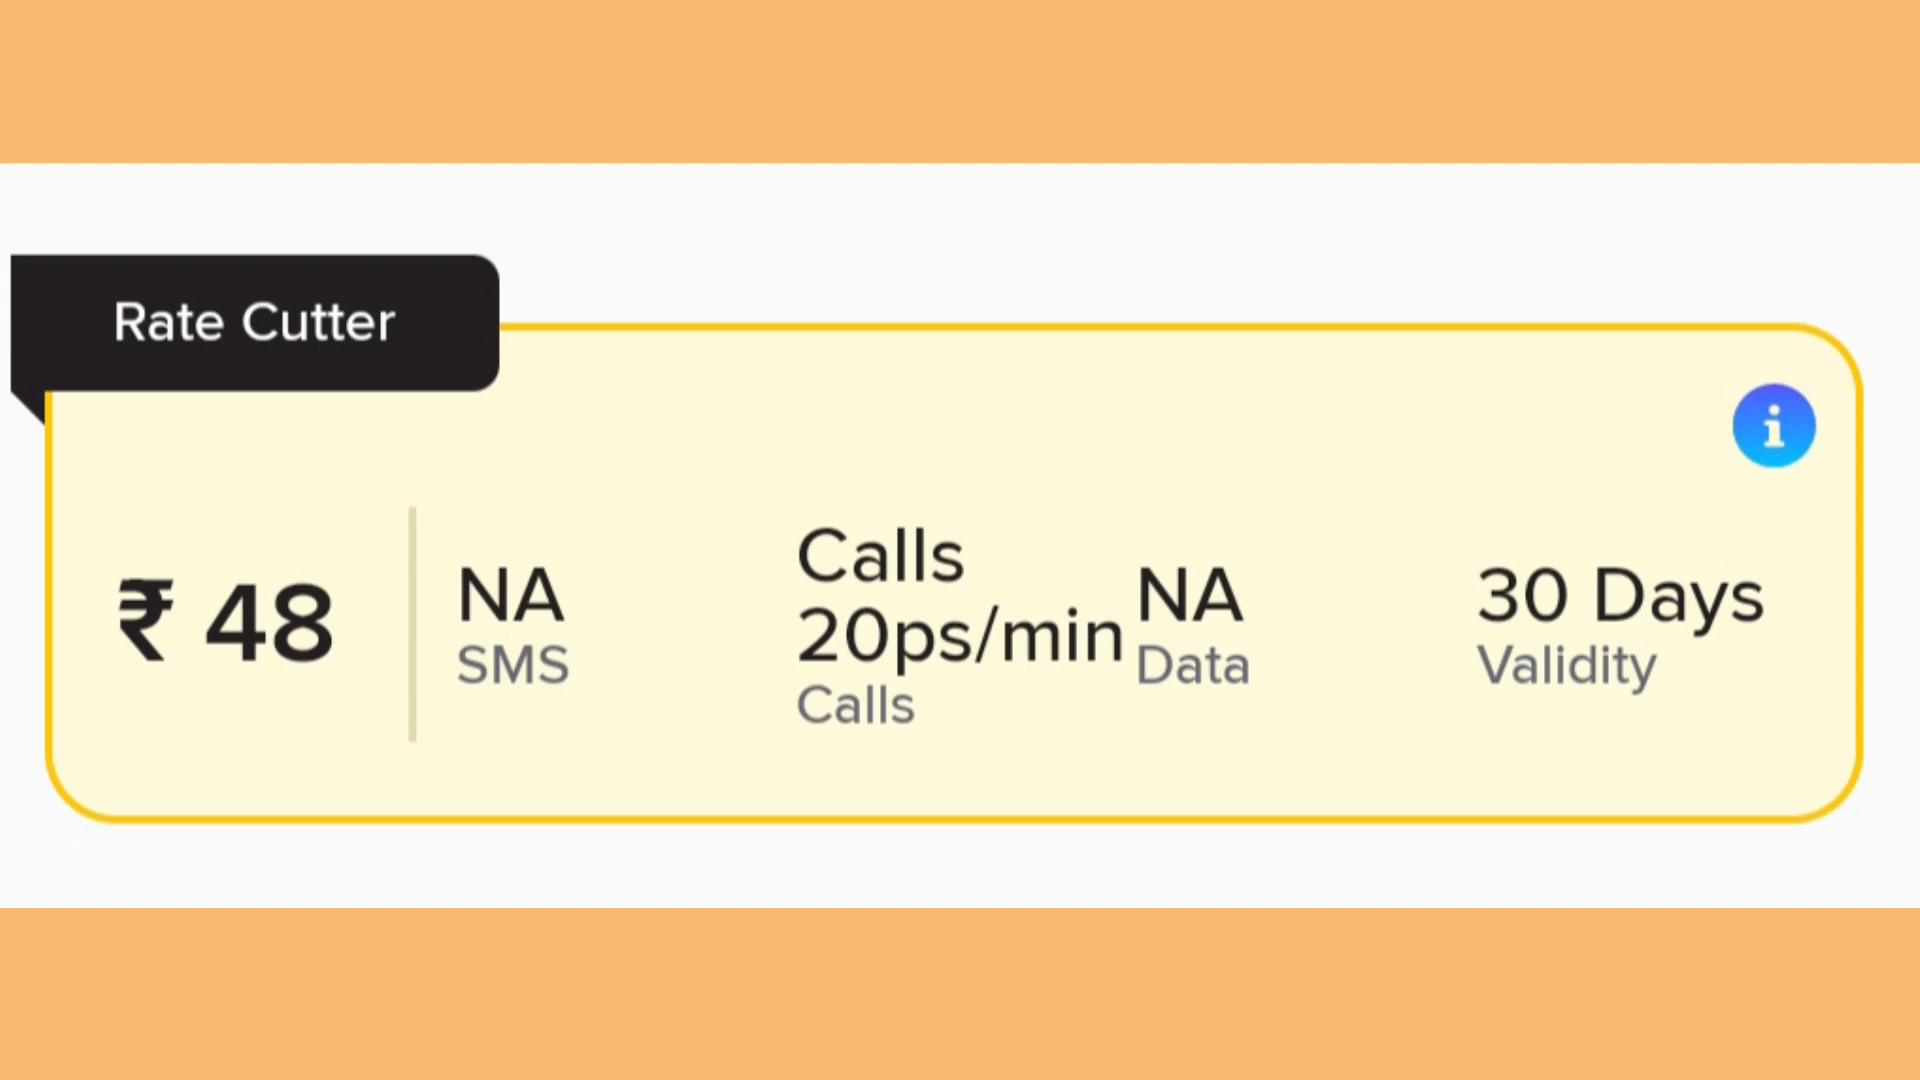 Rate Cutter
₹ 48
NA
SMS
Calls
20ps/min
Calls
NA
Data
30 Days
Validity